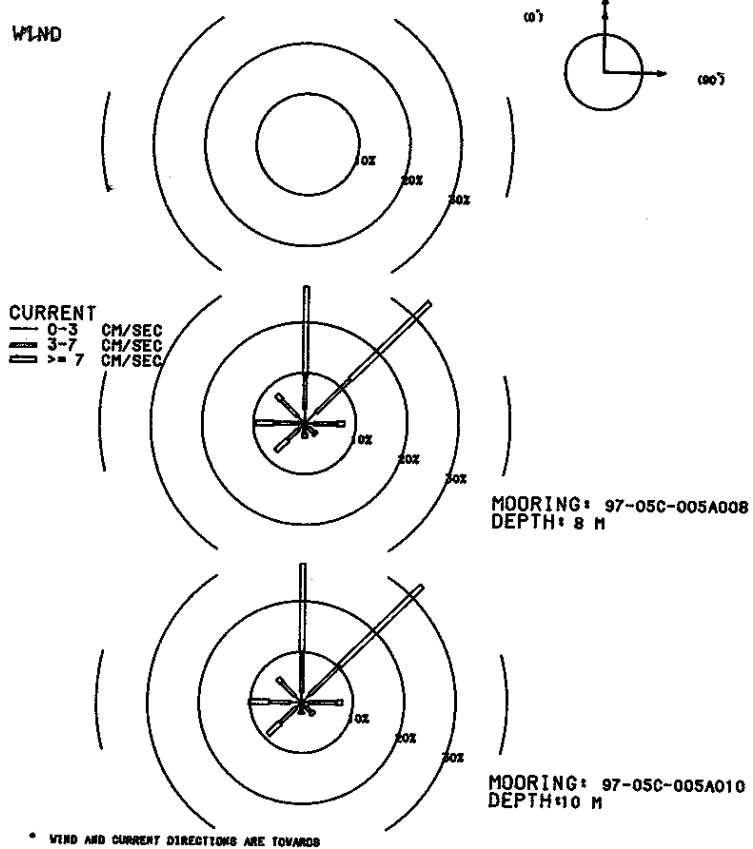 WIND
(0°)
(90°)
10%
20%
30%
CURRENT
0-3 CM/SEC
3-7 CM/SEC
>= 7 CM/SEC
10%
20%
30%
MOORING: 97-05C-005A008
DEPTH: 8 M
10%
20%
30%
MOORING: 97-05C-005A010
DEPTH:10 M
* WIND AND CURRENT DIRECTIONS ARE TOWARDS